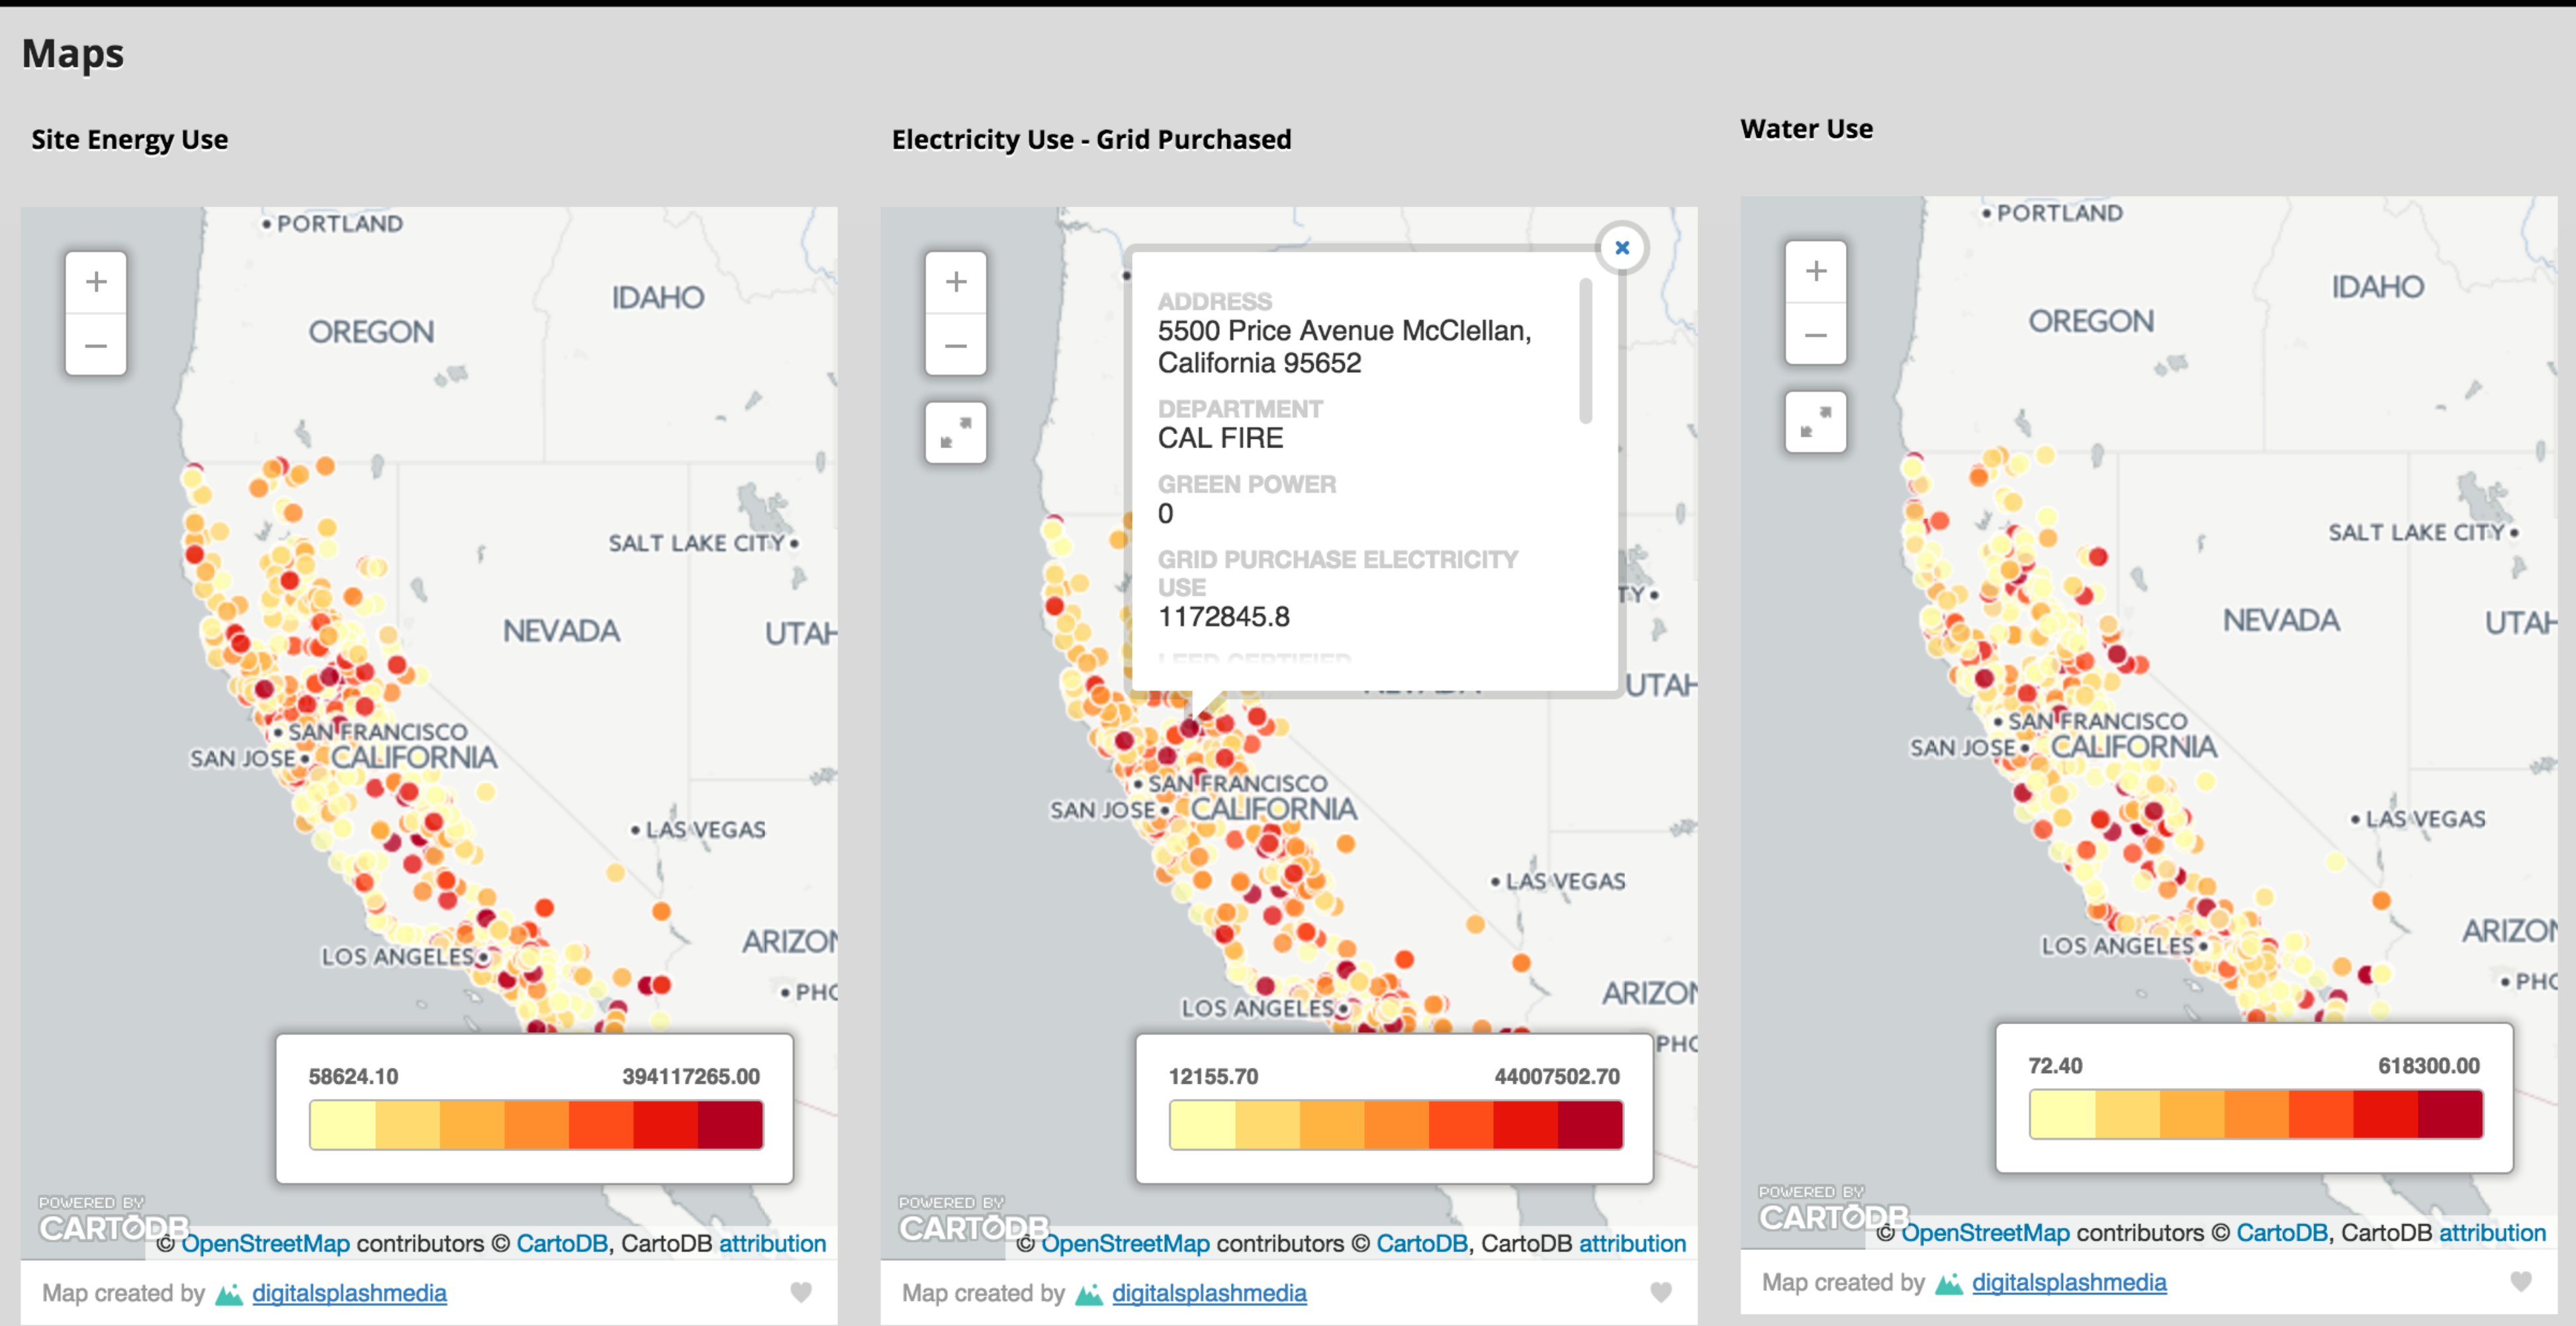 Maps
Site Energy Use
PORTLAND
IDAHO
OREGON
SALT LAKE CITY
NEVADA
UTAH
SAN FRANCISCO
SAN JOSE
CALIFORNIA
LAS VEGAS
LOS ANGELES
ARIZON
PHO
58624.10 394117265.00
POWERED BY
CARTODB
© OpenStreetMap contributors © CartoDB, CartoDB attribution
Map created by digitalsplashmedia
Electricity Use - Grid Purchased
ADDRESS
5500 Price Avenue McClellan,
California 95652
DEPARTMENT
CAL FIRE
GREEN POWER
0
GRID PURCHASE ELECTRICITY
USE
1172845.8
LEED CERTIFIED
TY
NEVADA
UTAH
SAN FRANCISCO
SAN JOSE
CALIFORNIA
LAS VEGAS
LOS ANGELES
ARIZON
PHO
12155.70 44007502.70
POWERED BY
CARTODB
© OpenStreetMap contributors © CartoDB, CartoDB attribution
Map created by digitalsplashmedia
Water Use
PORTLAND
IDAHO
OREGON
SALT LAKE CITY
NEVADA
UTAH
SAN FRANCISCO
SAN JOSE
CALIFORNIA
LAS VEGAS
LOS ANGELES
ARIZON
PHO
72.40 618300.00
POWERED BY
CARTODB
© OpenStreetMap contributors © CartoDB, CartoDB attribution
Map created by digitalsplashmedia